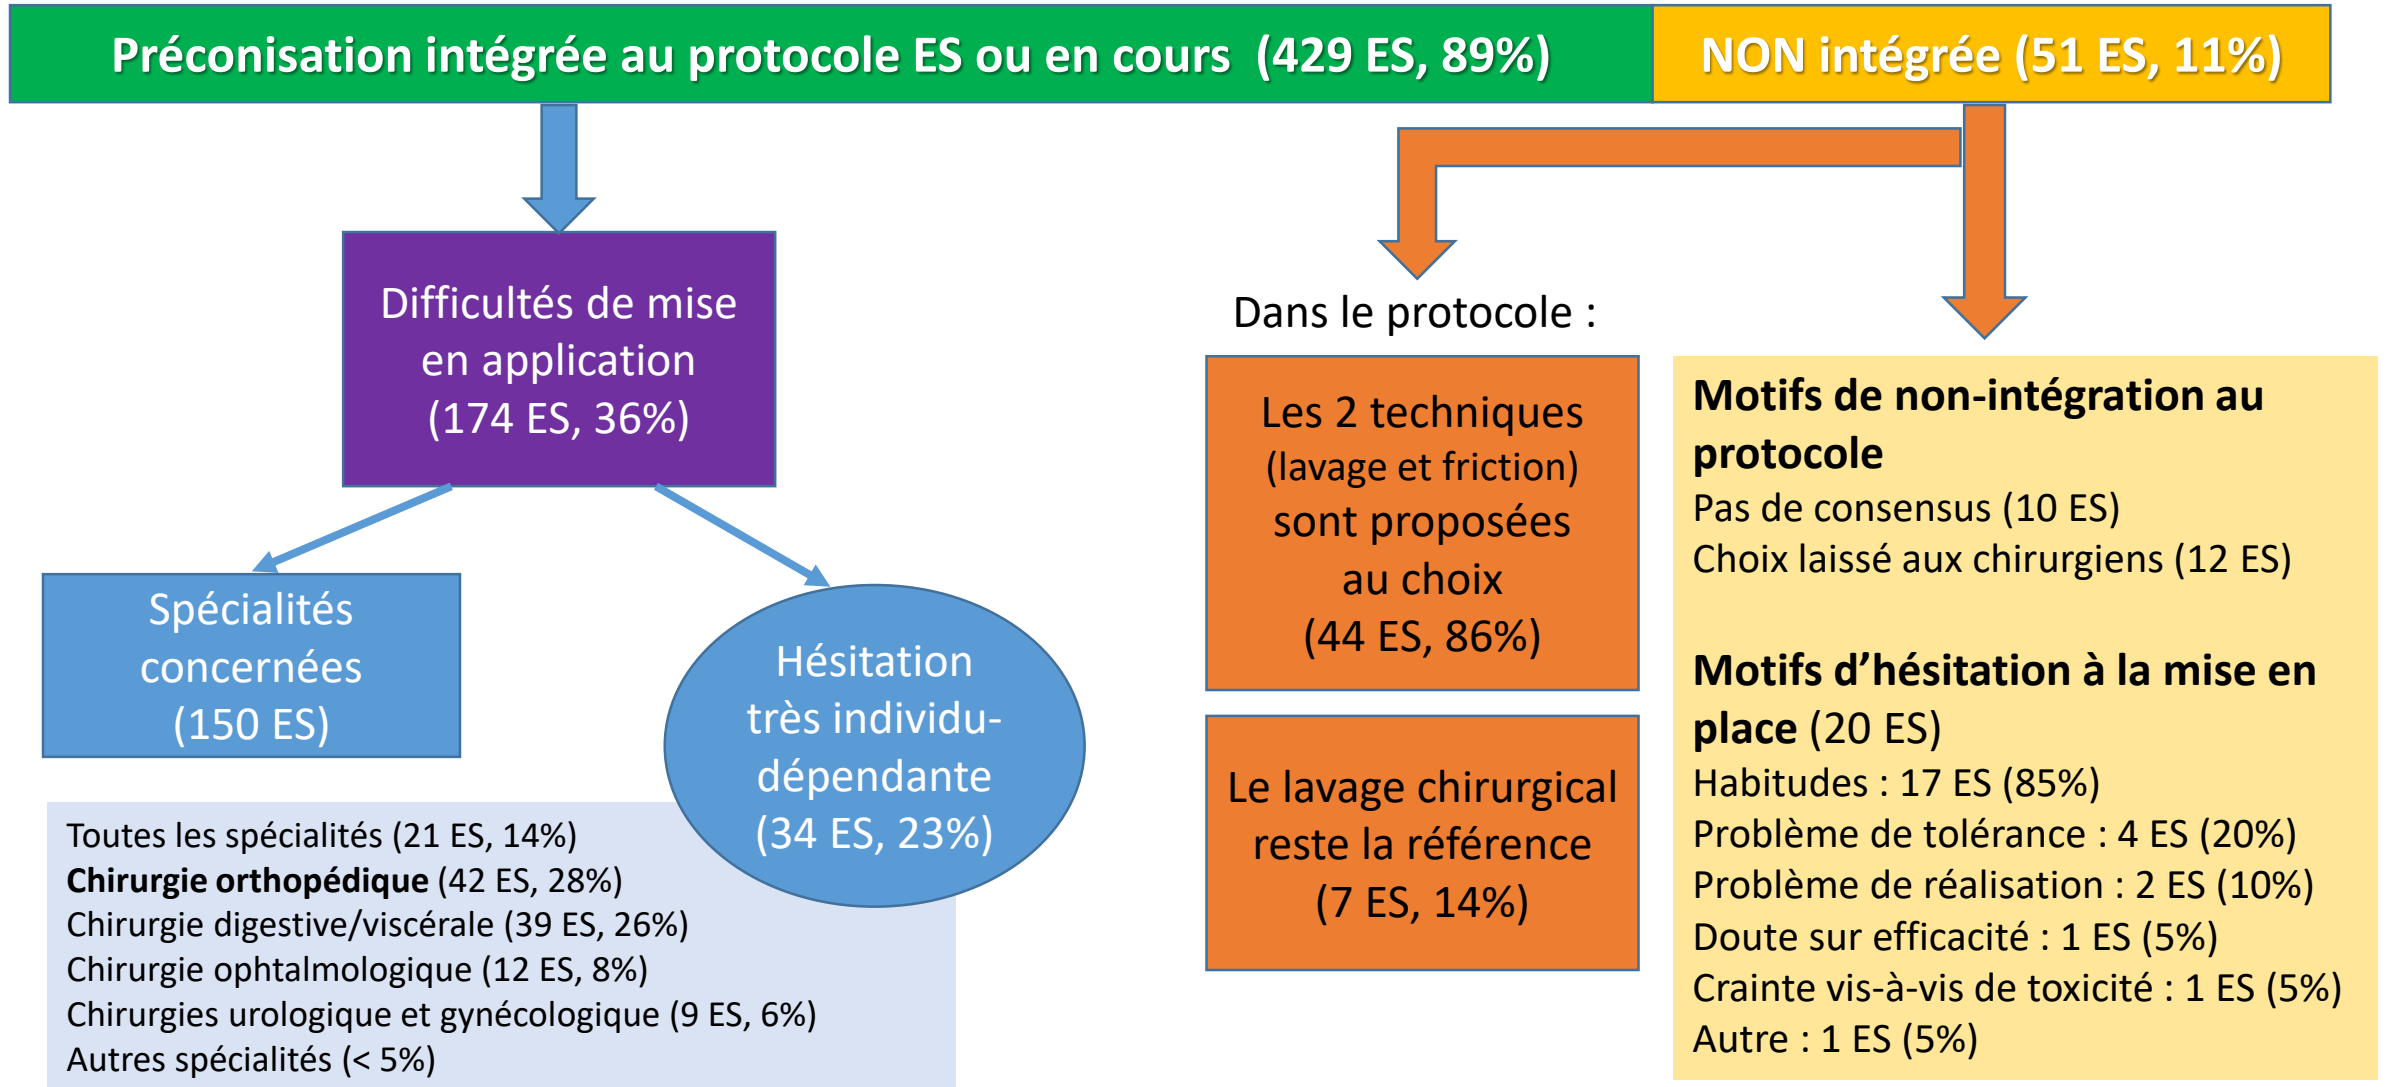 Préconisation intégrée au protocole ES ou en cours (429 ES, 89%)
NON intégrée (51 ES, 11%)
Difficultés de mise
en application
(174 ES, 36%)
Spécialités
concernées
(150 ES)
Hésitation
très individu-
dépendante
(34 ES, 23%)
Toutes les spécialités (21 ES, 14%)
Chirurgie orthopédique (42 ES, 28%)
Chirurgie digestive/viscérale (39 ES, 26%)
Chirurgie ophtalmologique (12 ES, 8%)
Chirurgies urologique et gynécologique (9 ES, 6%)
Autres spécialités (< 5%)
Dans le protocole :
Les 2 techniques
(lavage et friction)
sont proposées
au choix
(44 ES, 86%)
Le lavage chirurgical
reste la référence
(7 ES, 14%)
Motifs de non-intégration au
protocole
Pas de consensus (10 ES)
Choix laissé aux chirurgiens (12 ES)
Motifs d’hésitation à la mise en
place (20 ES)
Habitudes : 17 ES (85%)
Problème de tolérance : 4 ES (20%)
Problème de réalisation : 2 ES (10%)
Doute sur efficacité : 1 ES (5%)
Crainte vis-à-vis de toxicité : 1 ES (5%)
Autre : 1 ES (5%)